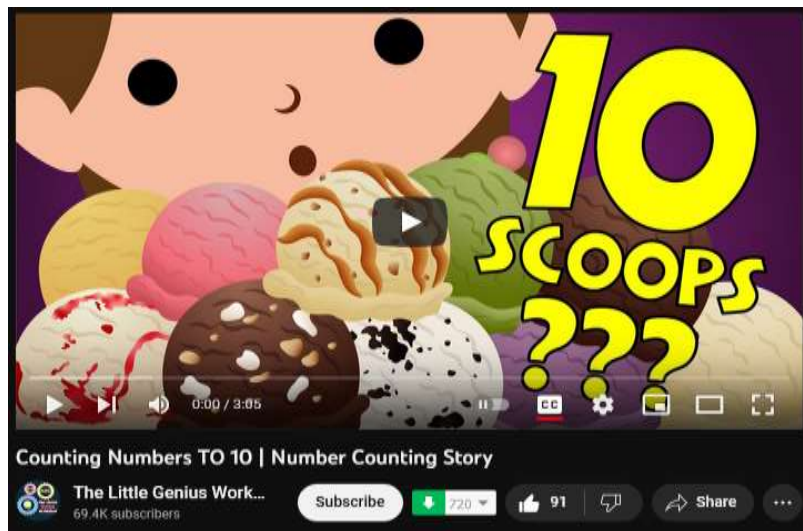 10
SCOOPS
???
0:00 / 3:05
CC
Counting Numbers TO 10 | Number Counting Story
The Little Genius Work...
69.4K subscribers
Subscribe
720
91
Share